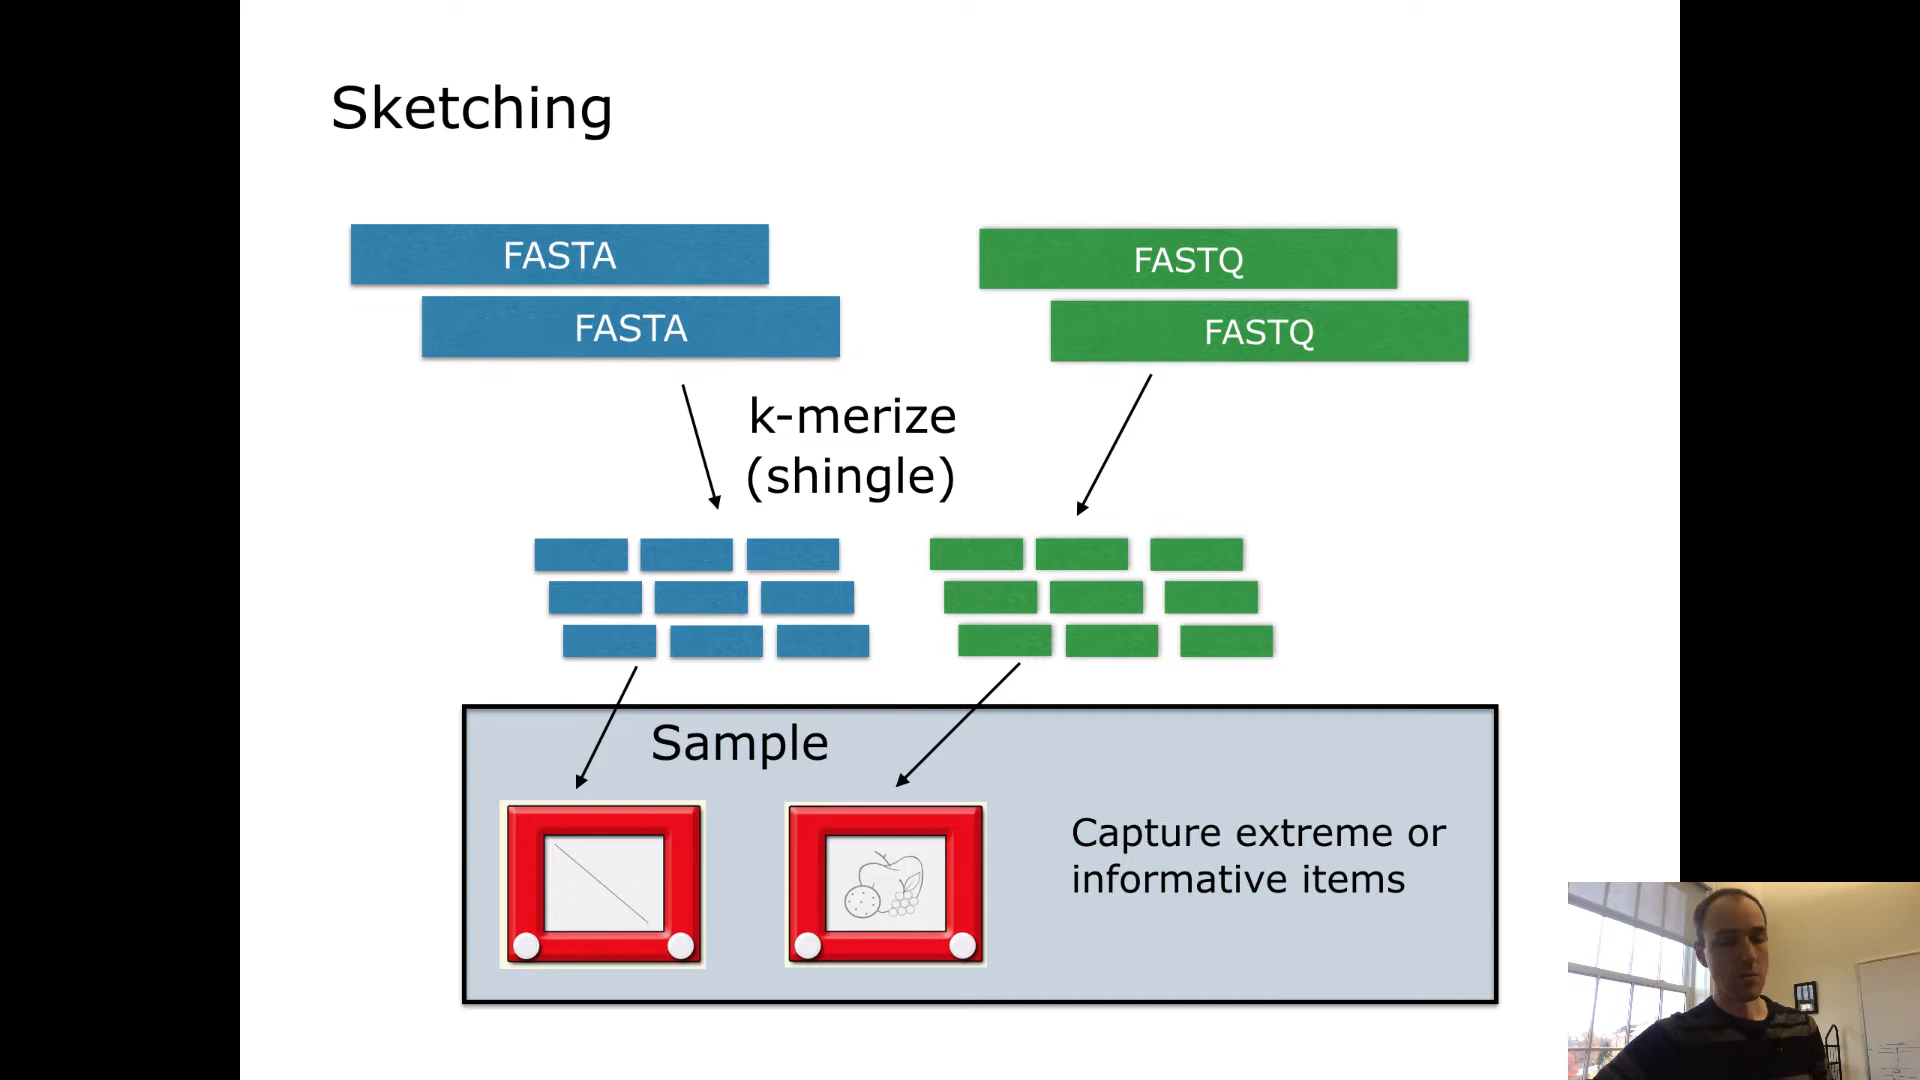 Sketching
FASTA
FASTA
FASTQ
FASTQ
k-merize
(shingle)
Sample
Capture extreme or
informative items